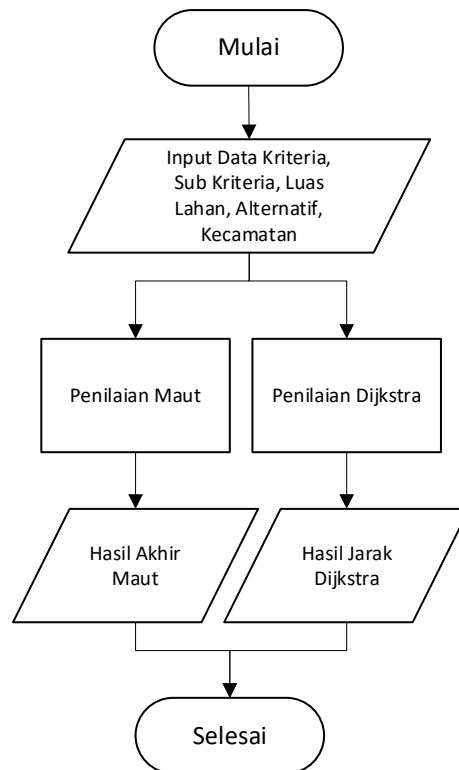 Mulai
Input Data Kriteria,
Sub Kriteria, Luas
Lahan, Alternatif,
Kecamatan
Penilaian Maut
Penilaian Dijkstra
Hasil Akhir
Maut
Hasil Jarak
Dijkstra
Selesai